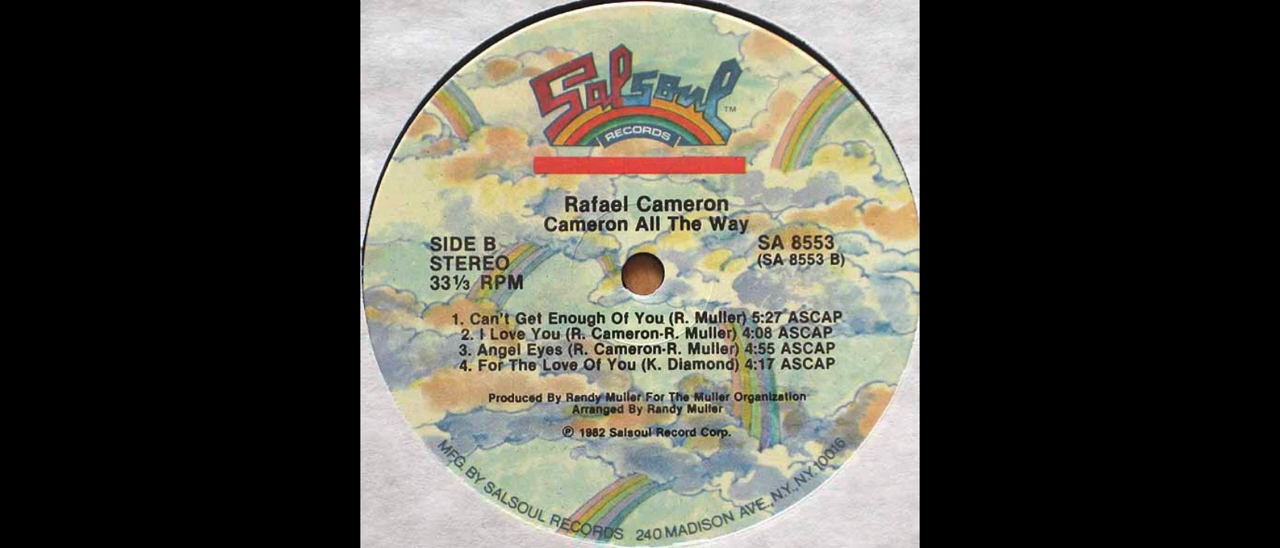 Salsoul TM
RECORDS
Rafael Cameron
Cameron All The Way
SIDE B
STEREO
33⅓ RPM
SA 8553
(SA 8553 B)
1. Can't Get Enough Of You (R. Muller) 5:27 ASCAP
2. I Love You (R. Cameron-R. Muller) 4:08 ASCAP
3. Angel Eyes (R. Cameron-R. Muller) 4:55 ASCAP
4. For The Love Of You (K. Diamond) 4:17 ASCAP
Produced By Randy Muller For The Muller Organization
Arranged By Randy Muller
℗ 1982 Salsoul Record Corp.
MFG. BY SALSOUL RECORDS 240 MADISON AVE., N.Y., N.Y. 10016